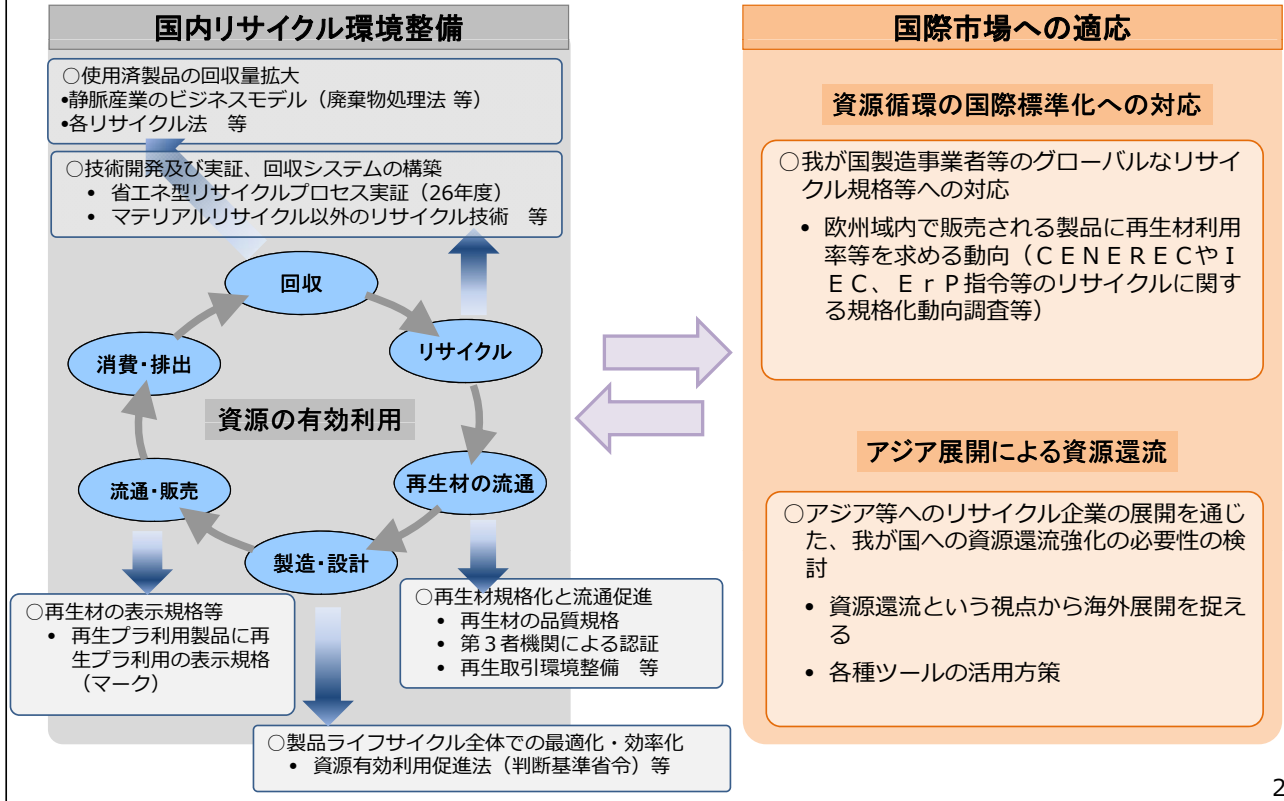 国内リサイクル環境整備
○使用済製品の回収量拡大
•静脈産業のビジネスモデル（廃棄物処理法 等）
•各リサイクル法　等
○技術開発及び実証、回収システムの構築
• 省エネ型リサイクルプロセス実証（26年度）
• マテリアルリサイクル以外のリサイクル技術　等
回収
リサイクル
消費・排出
資源の有効利用
再生材の流通
流通・販売
製造・設計
○再生材の表示規格等
• 再生プラ利用製品に再
生プラ利用の表示規格
（マーク）
○再生材規格化と流通促進
• 再生材の品質規格
• 第３者機関による認証
• 再生取引環境整備　等
○製品ライフサイクル全体での最適化・効率化
• 資源有効利用促進法（判断基準省令）等
国際市場への適応
資源循環の国際標準化への対応
○我が国製造事業者等のグローバルなリサイ
クル規格等への対応
• 欧州域内で販売される製品に再生材利用
率等を求める動向（ＣＥＮＥＲＥＣやＩ
ＥＣ、ＥｒＰ指令等のリサイクルに関す
る規格化動向調査等）
アジア展開による資源還流
○アジア等へのリサイクル企業の展開を通じ
た、我が国への資源還流強化の必要性の検
討
• 資源還流という視点から海外展開を捉え
る
• 各種ツールの活用方策
2